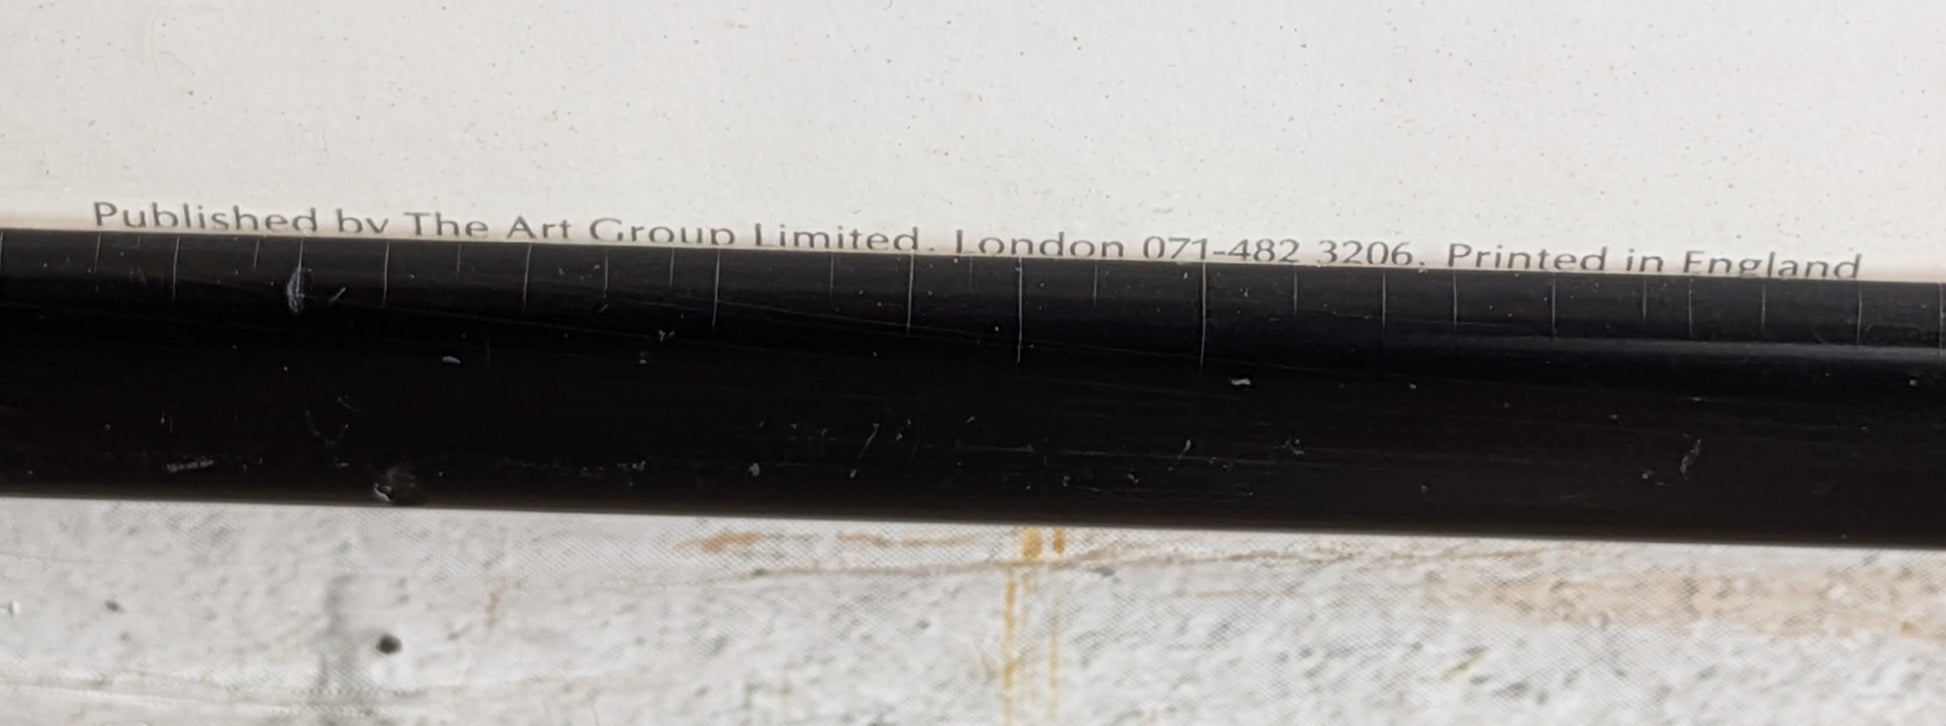 Published by The Art Group Limited. London 071-482 3206. Printed in England